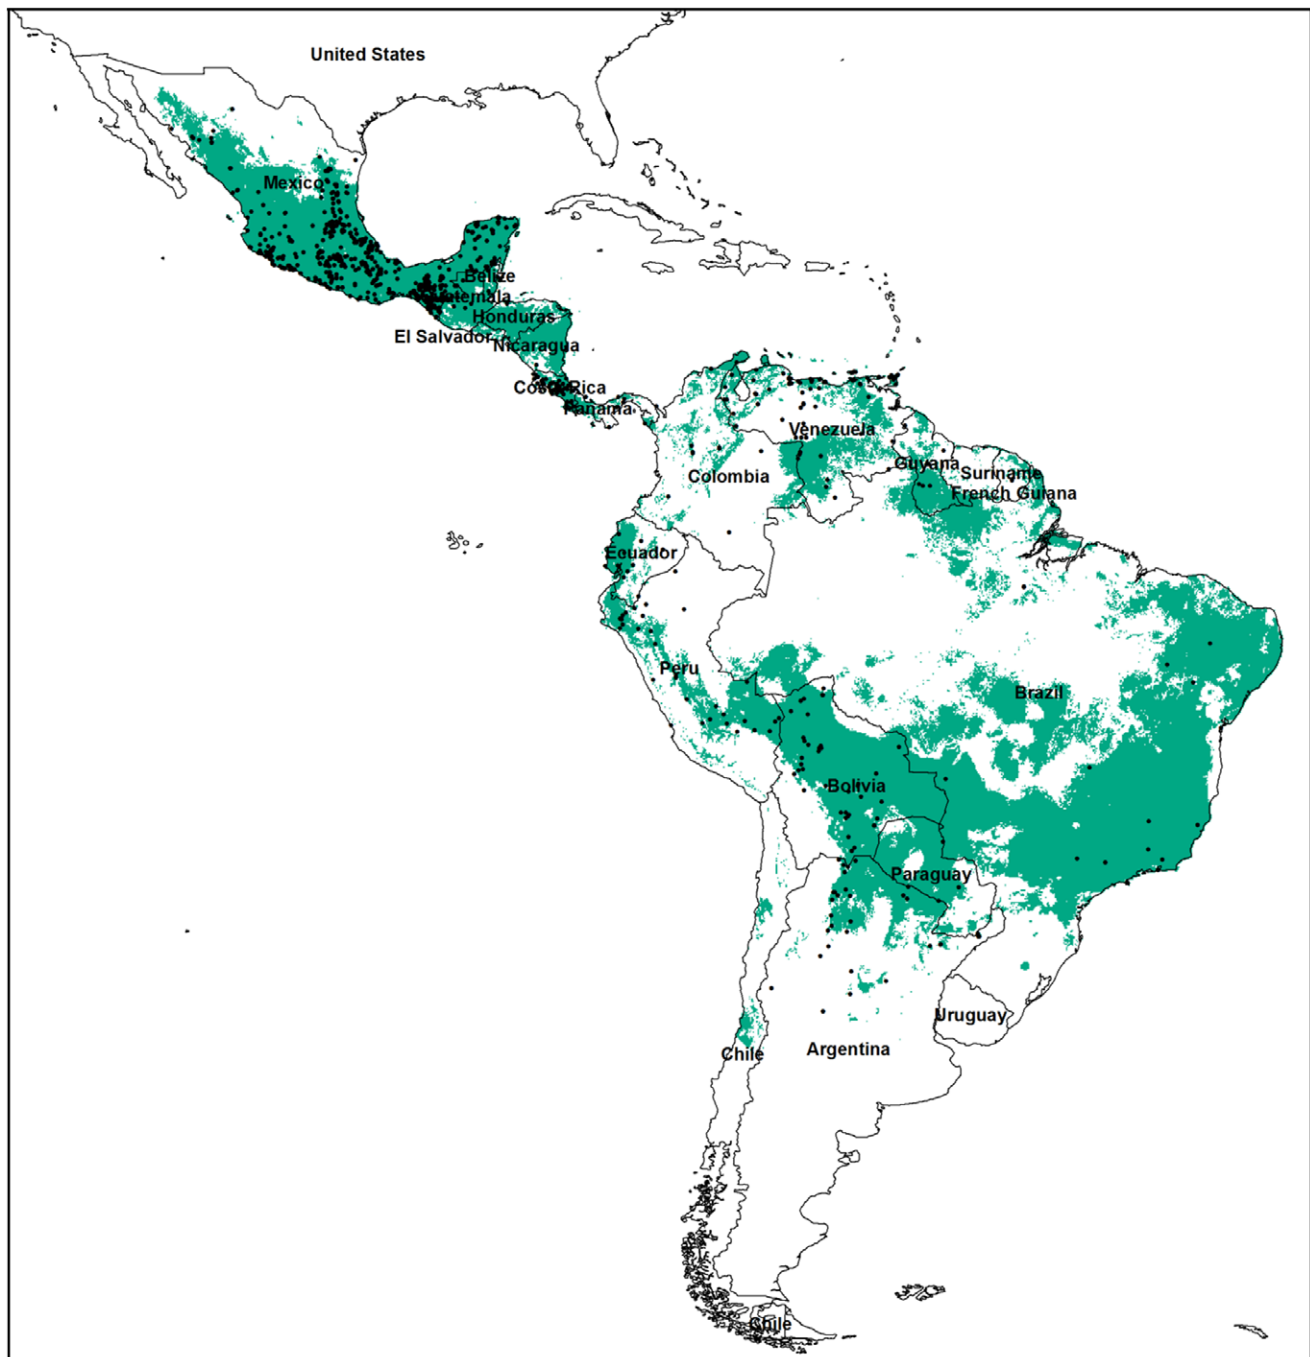 United States
Mexico
Belize
Guatemala
Honduras
El Salvador
Nicaragua
Costa Rica
Panama
Venezuela
Guyana
Suriname
Colombia
French Guiana
Ecuador
Peru
Brazil
Bolivia
Paraguay
Uruguay
Argentina
Chile
Chile